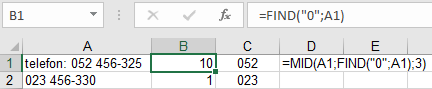 B1 fx =FIND("0";A1)
A B C D E F
1 telefon: 052 456-325 10 052 =MID(A1;FIND("0";A1);3)
2 023 456-330 1 023